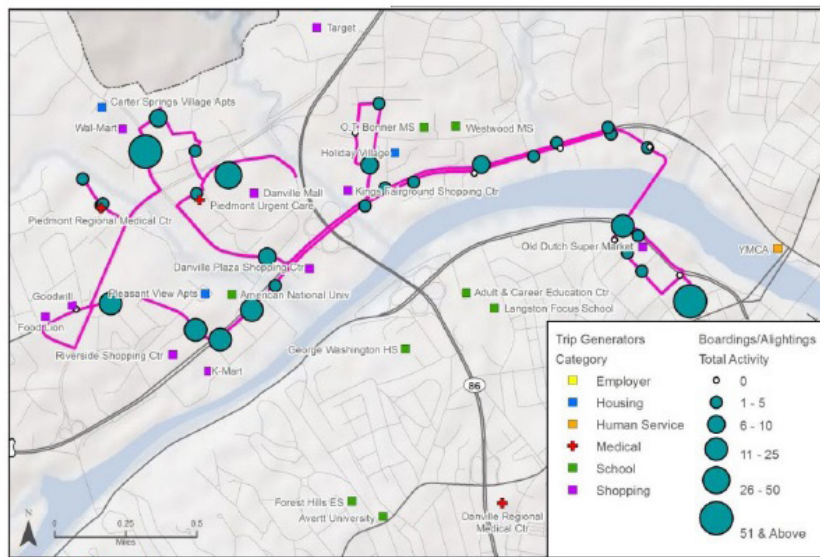 Target
Carter Springs Village Apts
Wal-Mart
O.T. Bonner MS
Westwood MS
Holiday Village
Danville Mall
Kings Fairground Shopping Ctr
Piedmont Urgent Care
Piedmont Regional Medical Ctr
Old Dutch Super Market
YMCA
Danville Plaza Shopping Ctr
Goodwill
Pleasant View Apts
American National Univ
Adult & Career Education Ctr
Food Lion
Langston Focus School
Riverside Shopping Ctr
George Washington HS
K-Mart
86
Forest Hills ES
Avertt University
Danville Regional
Medical Ctr
N
0
0.25
0.5
Miles
Trip Generators
Category
Employer
Housing
Human Service
Medical
School
Shopping
Boardings/Alightings
Total Activity
0
1 - 5
6 - 10
11 - 25
26 - 50
51 & Above